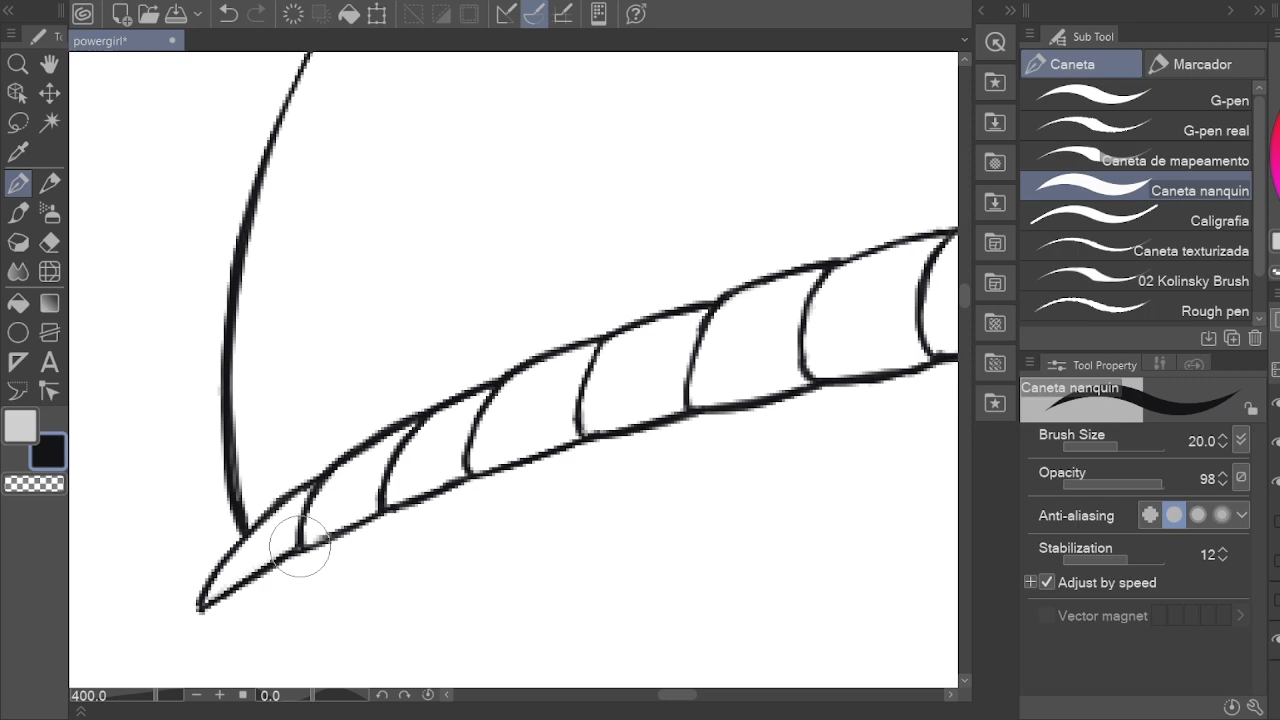 To
powergirl*
Sub Tool
Caneta
Marcador
G-pen
G-pen real
Caneta de mapeamento
Caneta nanquin
Caligrafia
Caneta texturizada
02 Kolinsky Brush
Rough pen
Tool Property
Caneta nanquin
Brush Size
20.0
Opacity
98
Anti-aliasing
Stabilization
12
Adjust by speed
Vector magnet
400.0
0.0